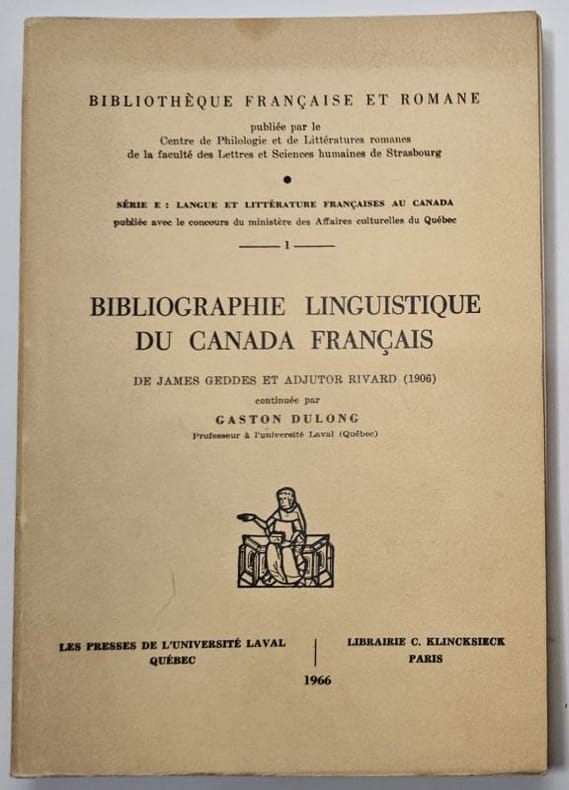 BIBLIOTHÈQUE FRANÇAISE ET ROMANE
publiée par le
Centre de Philologie et de Littératures romanes
de la faculté des Lettres et Sciences humaines de Strasbourg
SÉRIE E : LANGUE ET LITTÉRATURE FRANÇAISES AU CANADA
publiée avec le concours du ministère des Affaires culturelles du Québec
1
BIBLIOGRAPHIE LINGUISTIQUE
DU CANADA FRANÇAIS
DE JAMES GEDDES ET ADJUTOR RIVARD (1906)
continuée par
GASTON DULONG
Professeur à l'université Laval (Québec)
LES PRESSES DE L'UNIVERSITÉ LAVAL
QUÉBEC
LIBRAIRIE C. KLINCKSIECK
PARIS
1966